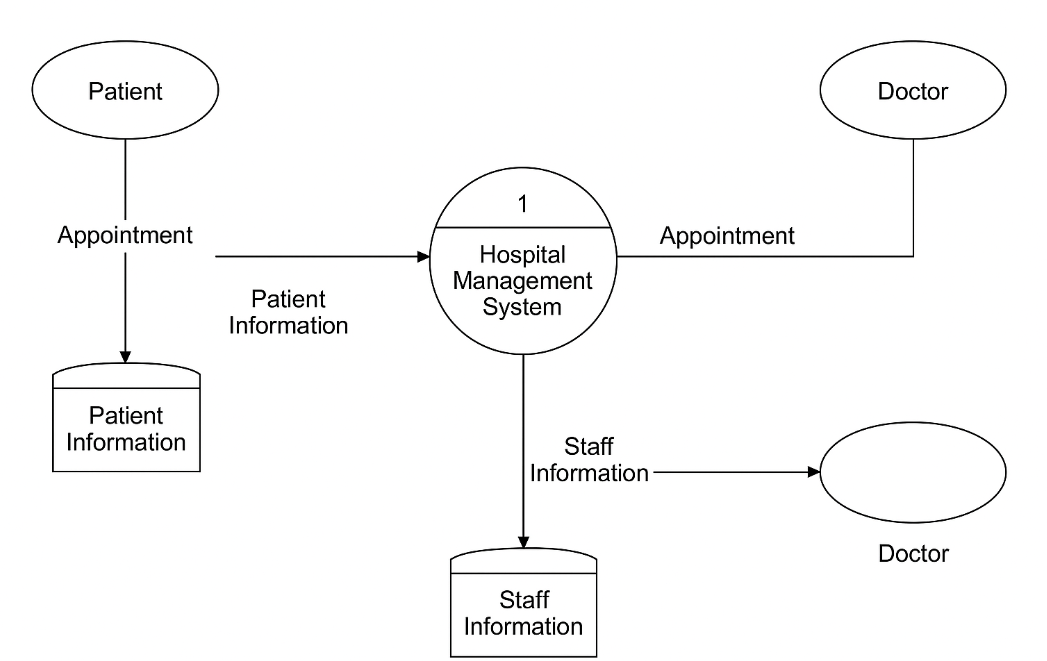 Patient
Doctor
1
Appointment
Appointment
Hospital
Management
System
Patient
Information
Patient
Information
Staff
Information
Doctor
Staff
Information